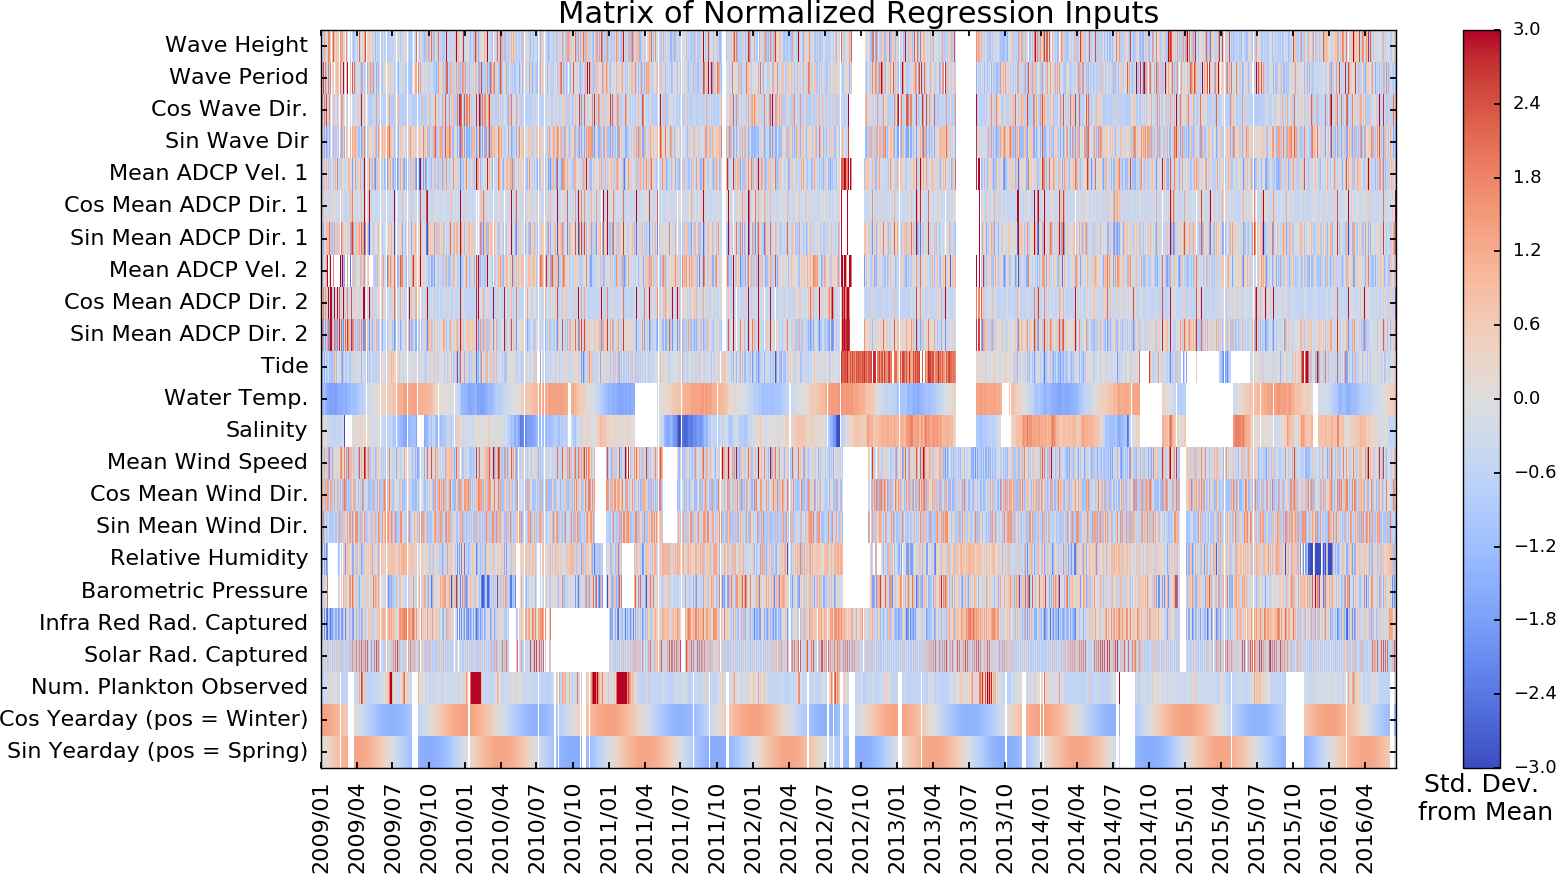 Matrix of Normalized Regression Inputs
Wave Height
Wave Period
Cos Wave Dir.
Sin Wave Dir
Mean ADCP Vel. 1
Cos Mean ADCP Dir. 1
Sin Mean ADCP Dir. 1
Mean ADCP Vel. 2
Cos Mean ADCP Dir. 2
Sin Mean ADCP Dir. 2
Tide
Water Temp.
Salinity
Mean Wind Speed
Cos Mean Wind Dir.
Sin Mean Wind Dir.
Relative Humidity
Barometric Pressure
Infra Red Rad. Captured
Solar Rad. Captured
Num. Plankton Observed
Cos Yearday (pos = Winter)
Sin Yearday (pos = Spring)
2009/01
2009/04
2009/07
2009/10
2010/01
2010/04
2010/07
2010/10
2011/01
2011/04
2011/07
2011/10
2012/01
2012/04
2012/07
2012/10
2013/01
2013/04
2013/07
2013/10
2014/01
2014/04
2014/07
2014/10
2015/01
2015/04
2015/07
2015/10
2016/01
2016/04
3.0
2.4
1.8
1.2
0.6
0.0
−0.6
−1.2
−1.8
−2.4
−3.0
Std. Dev.
from Mean